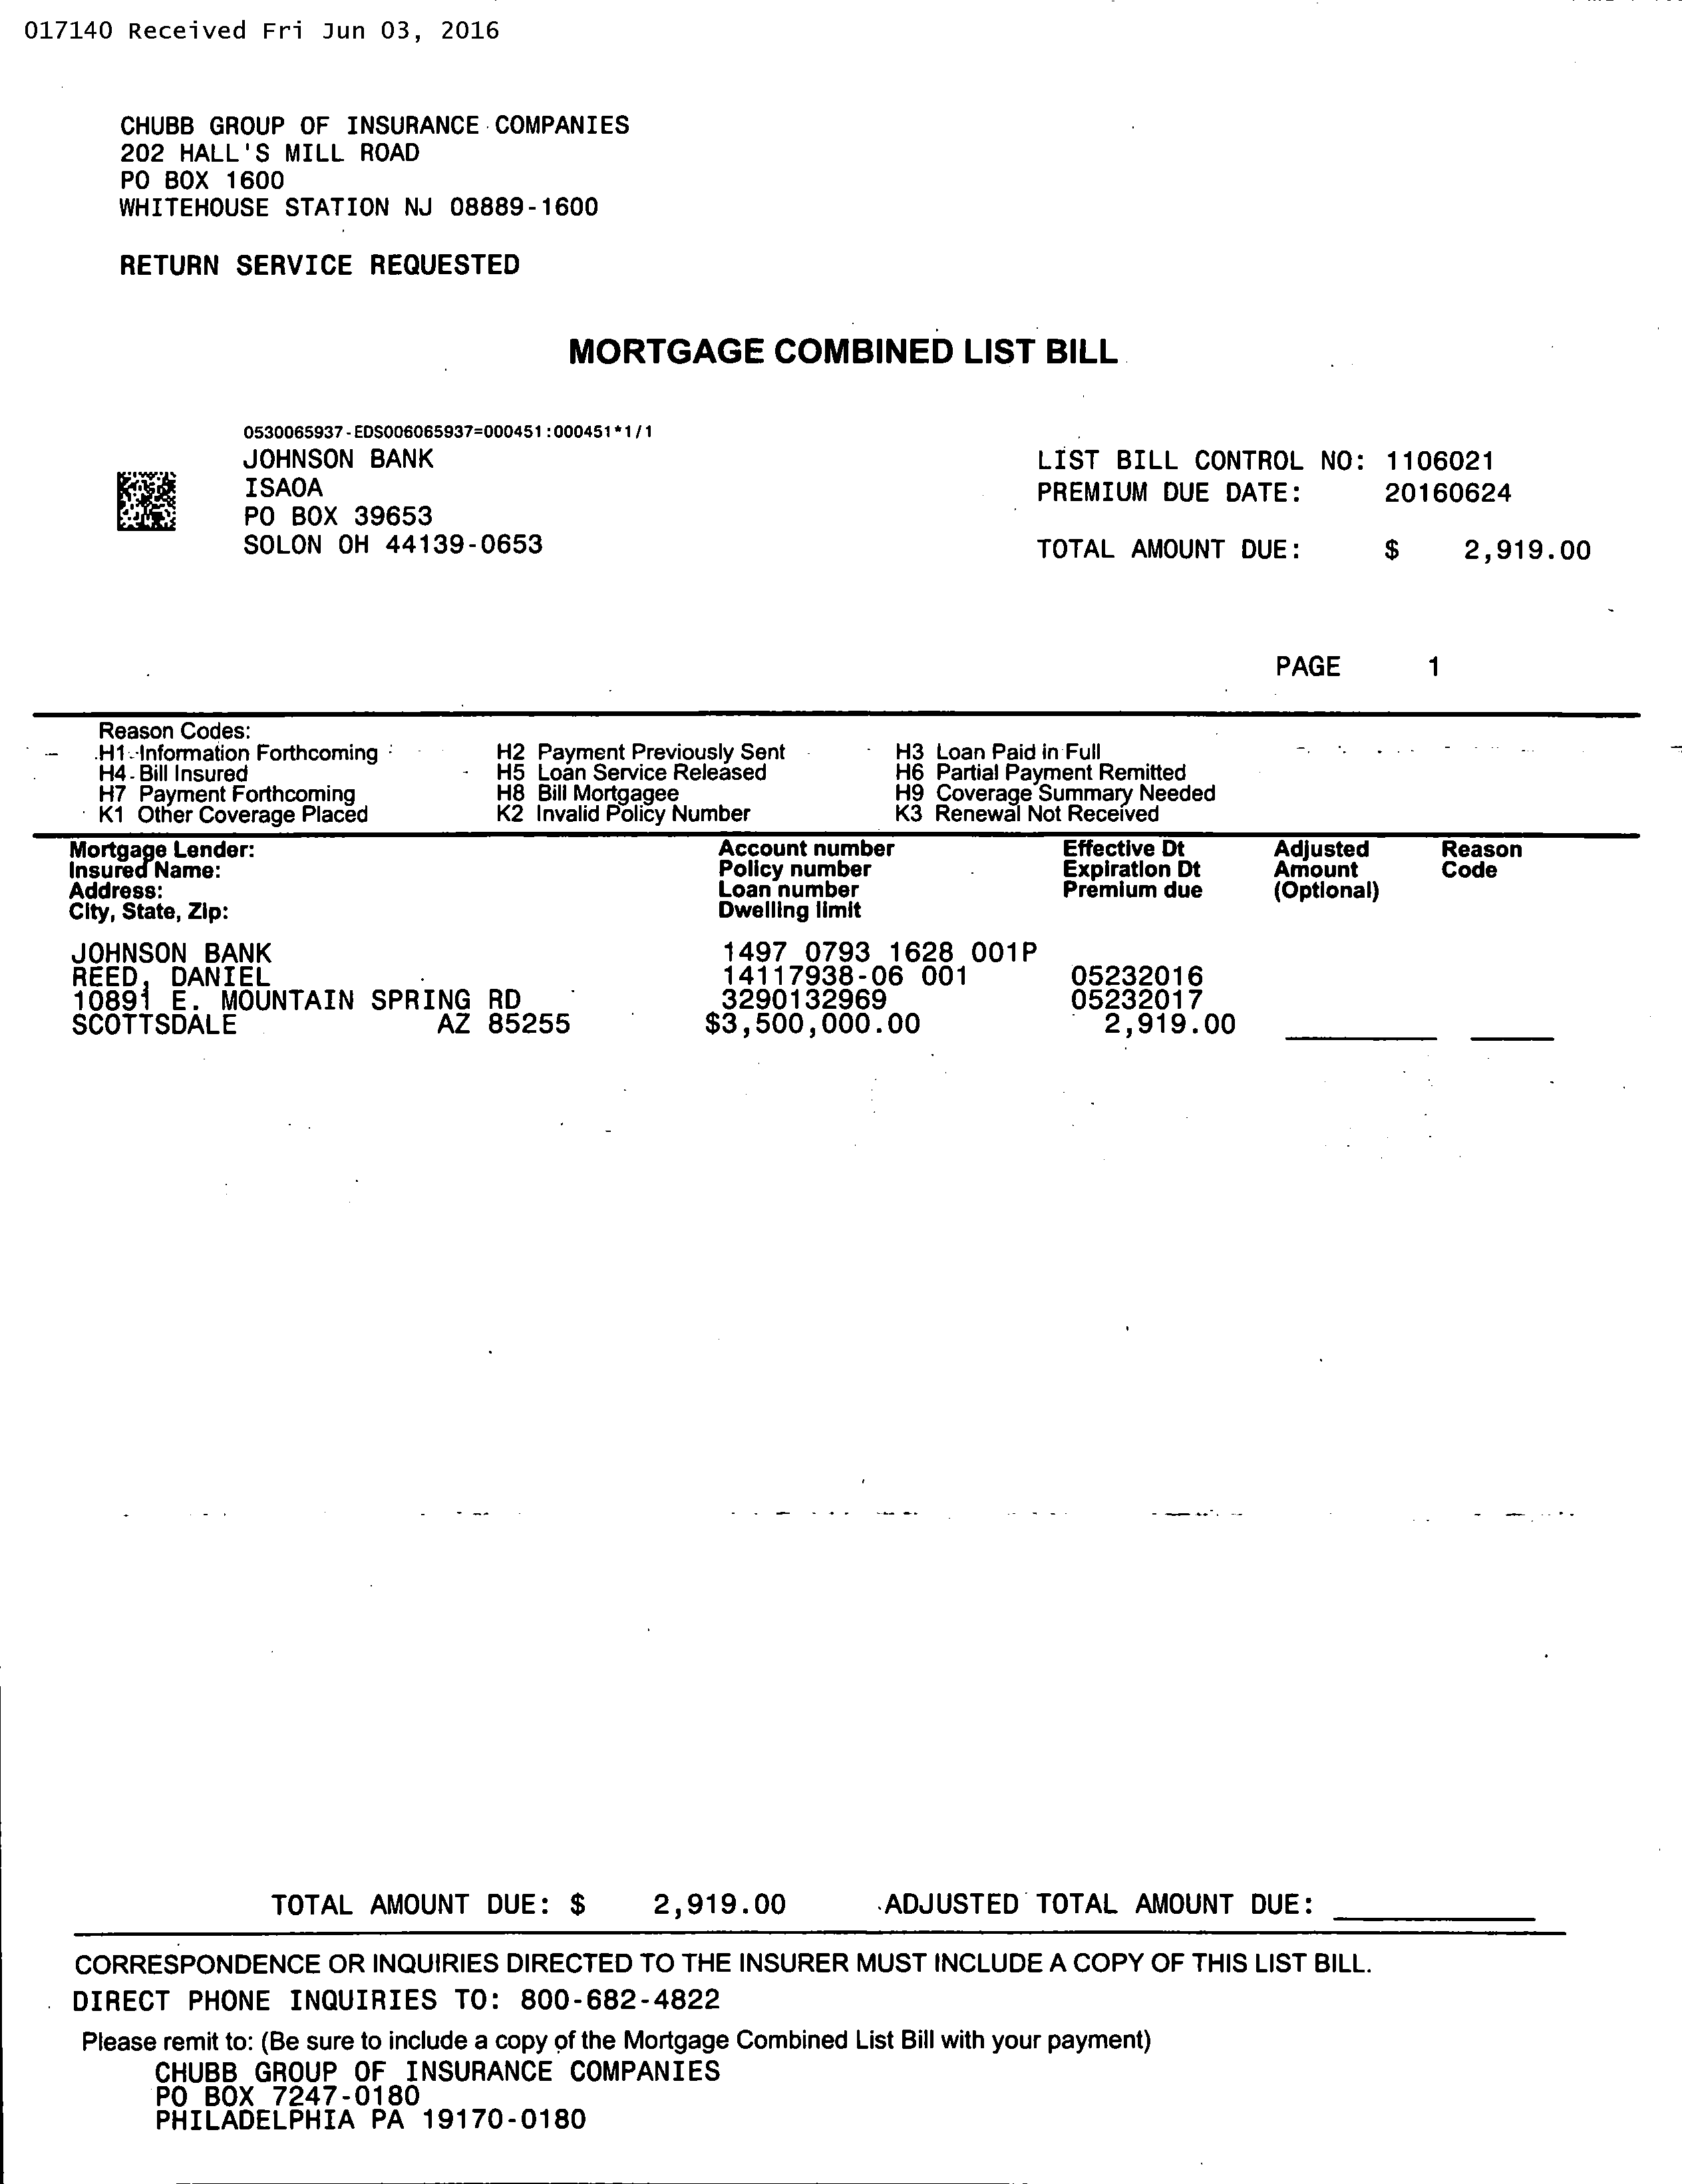 017140 Received Fri Jun 03, 2016
CHUBB GROUP OF INSURANCE COMPANIES
202 HALL'S MILL ROAD
PO BOX 1600
WHITEHOUSE STATION NJ 08889-1600
RETURN SERVICE REQUESTED
MORTGAGE COMBINED LIST BILL
0530065937-EDS006065937=000451:000451*1/1
JOHNSON BANK
ISAOA
PO BOX 39653
SOLON OH 44139-0653
LIST BILL CONTROL NO: 1106021
PREMIUM DUE DATE: 20160624
TOTAL AMOUNT DUE: $ 2,919.00
PAGE 1
Reason Codes:
H1 Information Forthcoming H2 Payment Previously Sent H3 Loan Paid in Full
H4 Bill Insured H5 Loan Service Released H6 Partial Payment Remitted
H7 Payment Forthcoming H8 Bill Mortgagee H9 Coverage Summary Needed
K1 Other Coverage Placed K2 Invalid Policy Number K3 Renewal Not Received
Mortgage Lender: Account number Effective Dt Adjusted Reason
Insured Name: Policy number Expiration Dt Amount Code
Address: Loan number Premium due (Optional)
City, State, Zip: Dwelling limit
JOHNSON BANK 1497 0793 1628 001P
REED, DANIEL 14117938-06 001 05232016
10891 E. MOUNTAIN SPRING RD 3290132969 05232017
SCOTTSDALE AZ 85255 $3,500,000.00 2,919.00
TOTAL AMOUNT DUE: $ 2,919.00 ADJUSTED TOTAL AMOUNT DUE:
CORRESPONDENCE OR INQUIRIES DIRECTED TO THE INSURER MUST INCLUDE A COPY OF THIS LIST BILL.
DIRECT PHONE INQUIRIES TO: 800-682-4822
Please remit to: (Be sure to include a copy of the Mortgage Combined List Bill with your payment)
CHUBB GROUP OF INSURANCE COMPANIES
PO BOX 7247-0180
PHILADELPHIA PA 19170-0180